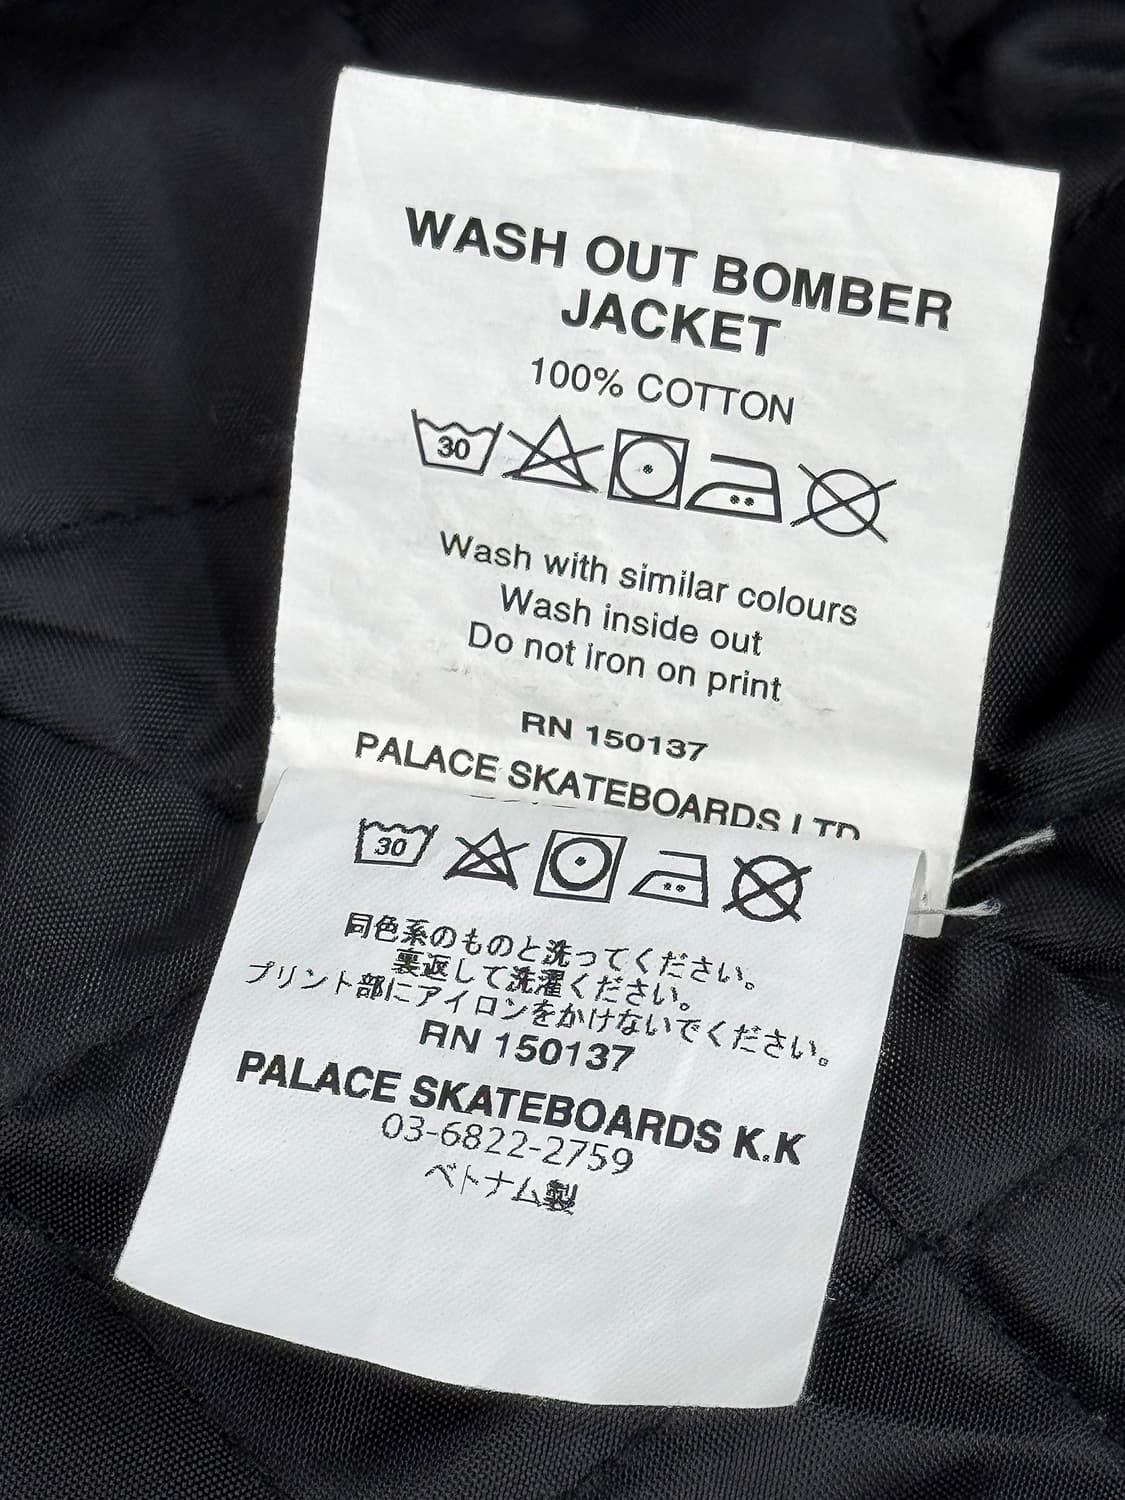 WASH OUT BOMBER
JACKET
100% COTTON
30
Wash with similar colours
Wash inside out
Do not iron on print
RN 150137
PALACE SKATEBOARDS LTD
30
同色系のものと洗ってください。
裏返して洗濯ください。
プリント部にアイロンをかけないでください。
RN 150137
PALACE SKATEBOARDS K.K
03-6822-2759
ベトナム製